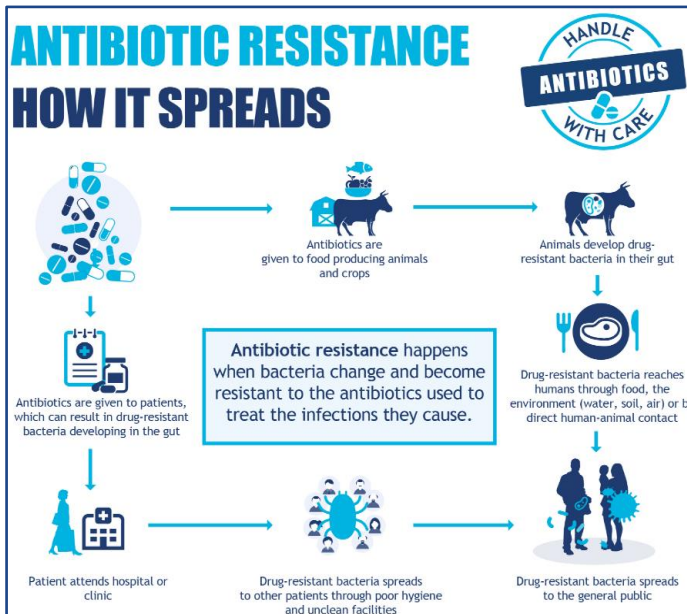 ANTIBIOTIC RESISTANCE
HOW IT SPREADS
HANDLE
ANTIBIOTICS
WITH CARE
Antibiotics are
given to food producing animals
and crops
Animals develop drug-
resistant bacteria in their gut
Antibiotics are given to patients,
which can result in drug-resistant
bacteria developing in the gut
Antibiotic resistance happens
when bacteria change and become
resistant to the antibiotics used to
treat the infections they cause.
Drug-resistant bacteria reaches
humans through food, the
environment (water, soil, air) or b
direct human-animal contact
Patient attends hospital or
clinic
Drug-resistant bacteria spreads
to other patients through poor hygiene
and unclean facilities
Drug-resistant bacteria spreads
to the general public